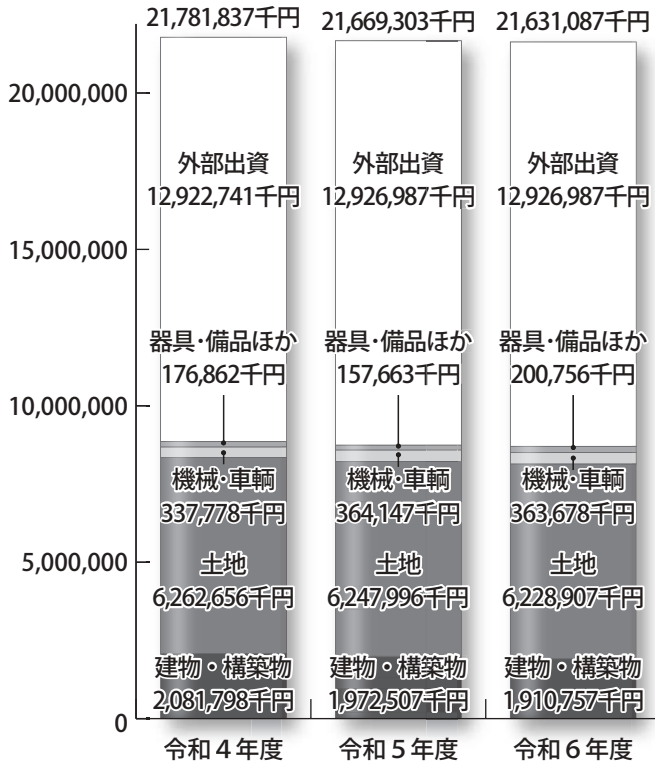 21,781,837千円
21,669,303千円
21,631,087千円
20,000,000
15,000,000
10,000,000
5,000,000
0
外部出資
12,922,741千円
器具・備品ほか
176,862千円
機械・車輌
337,778千円
土地
6,262,656千円
建物・構築物
2,081,798千円
令和4年度
外部出資
12,926,987千円
器具・備品ほか
157,663千円
機械・車輌
364,147千円
土地
6,247,996千円
建物・構築物
1,972,507千円
令和5年度
外部出資
12,926,987千円
器具・備品ほか
200,756千円
機械・車輌
363,678千円
土地
6,228,907千円
建物・構築物
1,910,757千円
令和6年度